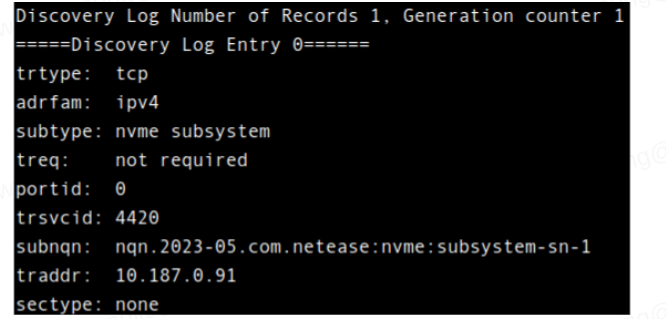 Discovery Log Number of Records 1, Generation counter 1
=====Discovery Log Entry 0======
trtype:  tcp
adrfam:  ipv4
subtype: nvme subsystem
treq:    not required
portid:  0
trsvcid: 4420
subnqn:  nqn.2023-05.com.netease:nvme:subsystem-sn-1
traddr:  10.187.0.91
sectype: none